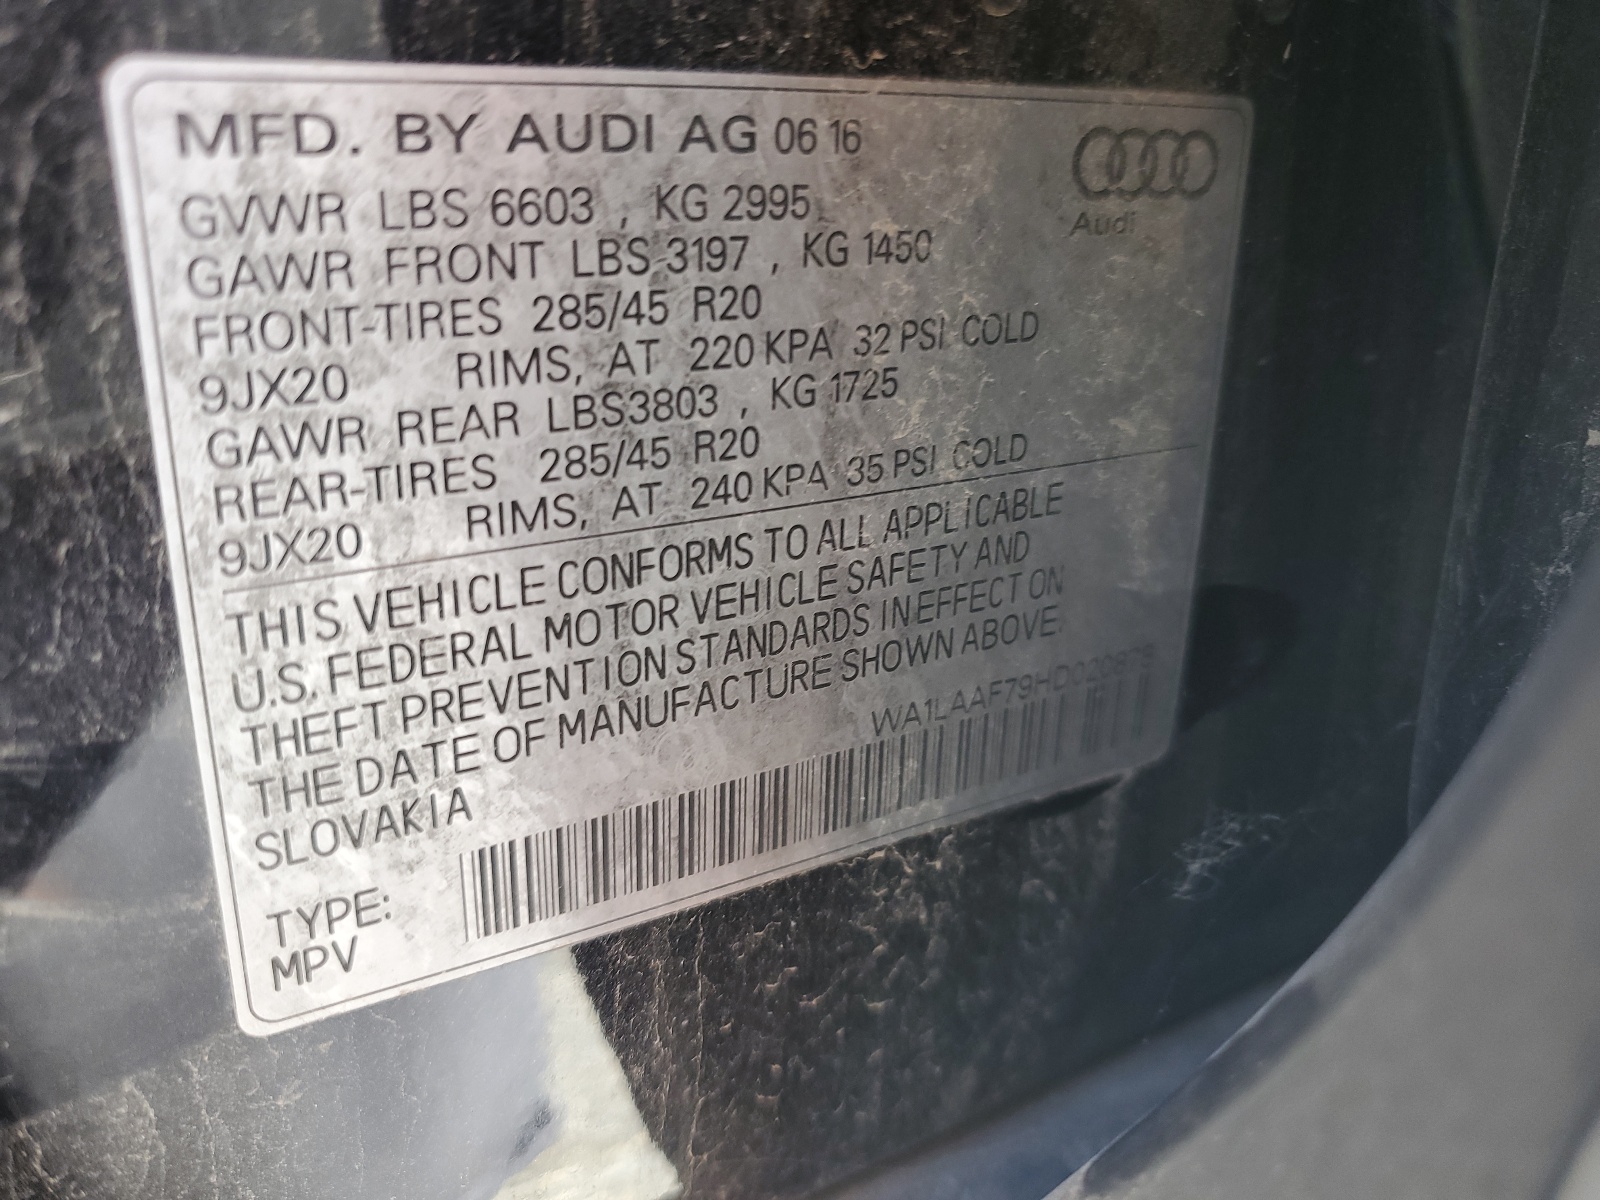 MFD. BY AUDI AG 06 16
Audi
GVWR LBS 6603 , KG 2995
GAWR FRONT LBS 3197 , KG 1450
FRONT-TIRES 285/45 R20
9JX20 RIMS, AT 220 KPA 32 PSI COLD
GAWR REAR LBS3803 , KG 1725
REAR-TIRES 285/45 R20
9JX20 RIMS, AT 240 KPA 35 PSI COLD
THIS VEHICLE CONFORMS TO ALL APPLICABLE
U.S. FEDERAL MOTOR VEHICLE SAFETY AND
THEFT PREVENTION STANDARDS IN EFFECT ON
THE DATE OF MANUFACTURE SHOWN ABOVE.
SLOVAKIA
TYPE:
MPV